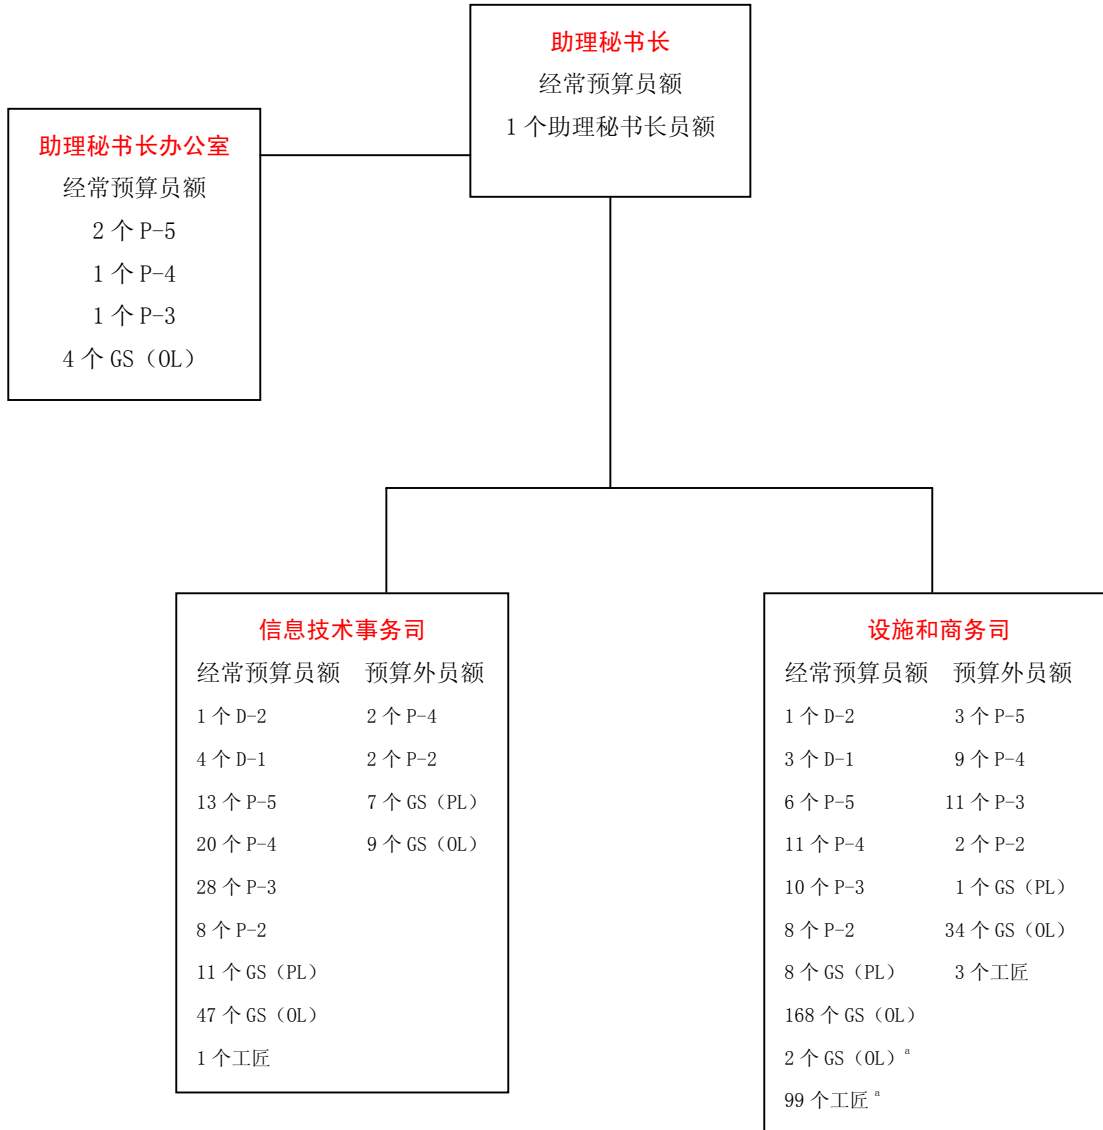 助理秘书长
经常预算员额
1 个助理秘书长员额
助理秘书长办公室
经常预算员额
2 个 P-5
1 个 P-4
1 个 P-3
4 个 GS（OL）
信息技术事务司
经常预算员额 预算外员额
1 个 D-2 2 个 P-4
4 个 D-1 2 个 P-2
13 个 P-5 7 个 GS（PL）
20 个 P-4 9 个 GS（OL）
28 个 P-3
8 个 P-2
11 个 GS（PL）
47 个 GS（OL）
1 个工匠
设施和商务司
经常预算员额 预算外员额
1 个 D-2 3 个 P-5
3 个 D-1 9 个 P-4
6 个 P-5 11 个 P-3
11 个 P-4 2 个 P-2
10 个 P-3 1 个 GS（PL）
8 个 P-2 34 个 GS（OL）
8 个 GS（PL） 3 个工匠
168 个 GS（OL）
2 个 GS（OL）a
99 个工匠 a